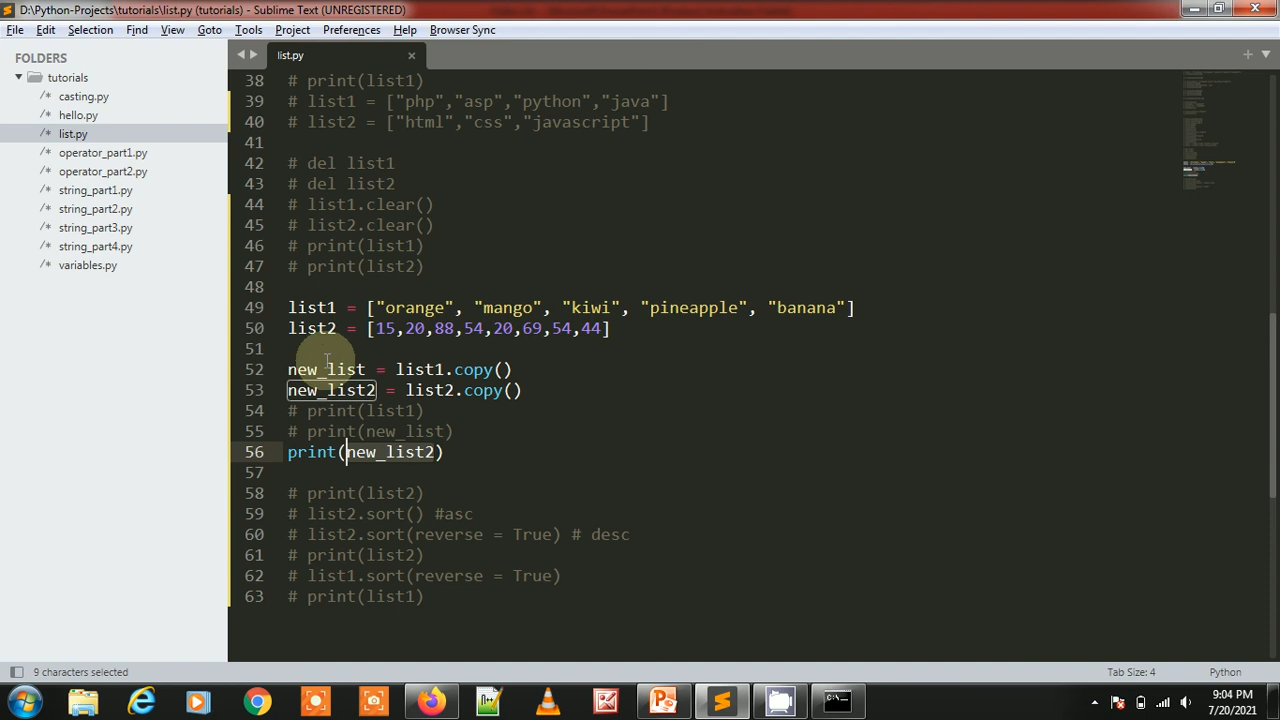 D:\Python-Projects\tutorials\list.py (tutorials) - Sublime Text (UNREGISTERED)
File Edit Selection Find View Goto Tools Project Preferences Help Browser Sync
FOLDERS
tutorials
/* casting.py
/* hello.py
/* list.py
/* operator_part1.py
/* operator_part2.py
/* string_part1.py
/* string_part2.py
/* string_part3.py
/* string_part4.py
/* variables.py
list.py
38 # print(list1)
39 # list1 = ["php","asp","python","java"]
40 # list2 = ["html","css","javascript"]
41
42 # del list1
43 # del list2
44 # list1.clear()
45 # list2.clear()
46 # print(list1)
47 # print(list2)
48
49 list1 = ["orange", "mango", "kiwi", "pineapple", "banana"]
50 list2 = [15,20,88,54,20,69,54,44]
51
52 new_list = list1.copy()
53 new_list2 = list2.copy()
54 # print(list1)
55 # print(new_list)
56 print(new_list2)
57
58 # print(list2)
59 # list2.sort() #asc
60 # list2.sort(reverse = True) # desc
61 # print(list2)
62 # list1.sort(reverse = True)
63 # print(list1)
9 characters selected
Tab Size: 4
Python
9:04 PM
7/20/2021